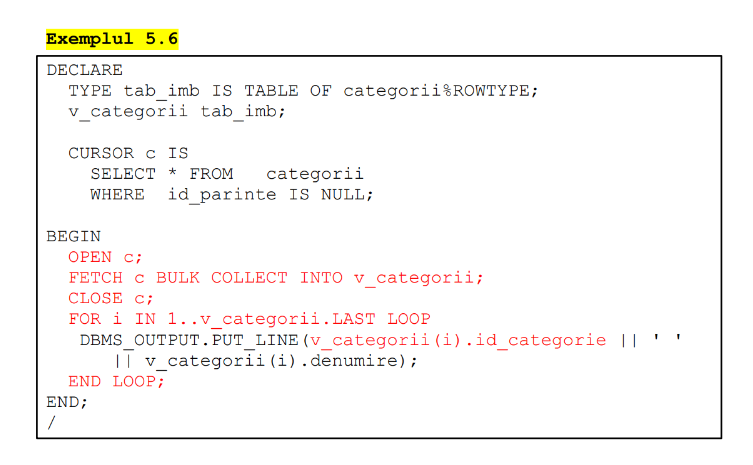 Exemplul 5.6
DECLARE
  TYPE tab_imb IS TABLE OF categorii%ROWTYPE;
  v_categorii tab_imb;

  CURSOR c IS
    SELECT * FROM   categorii
    WHERE  id_parinte IS NULL;

BEGIN
  OPEN c;
  FETCH c BULK COLLECT INTO v_categorii;
  CLOSE c;
  FOR i IN 1..v_categorii.LAST LOOP
   DBMS_OUTPUT.PUT_LINE(v_categorii(i).id_categorie || ' '
      || v_categorii(i).denumire);
  END LOOP;
END;
/